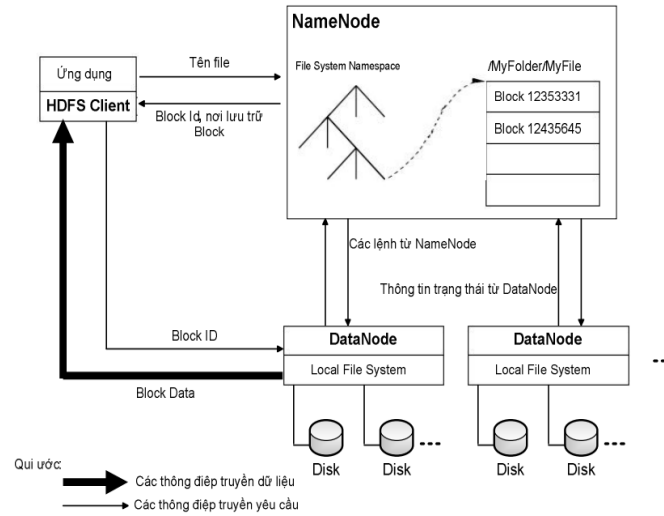 NameNode
Ứng dụng
HDFS Client
Tên file
Block Id, nơi lưu trữ
Block
File System Namespace
/MyFolder/MyFile
Block 12353331
Block 12435645
Các lệnh từ NameNode
Thông tin trạng thái từ DataNode
Block ID
Block Data
DataNode
Local File System
DataNode
Local File System
Disk
Disk
Disk
Disk
Qui ước:
Các thông điệp truyền dữ liệu
Các thông điệp truyền yêu cầu